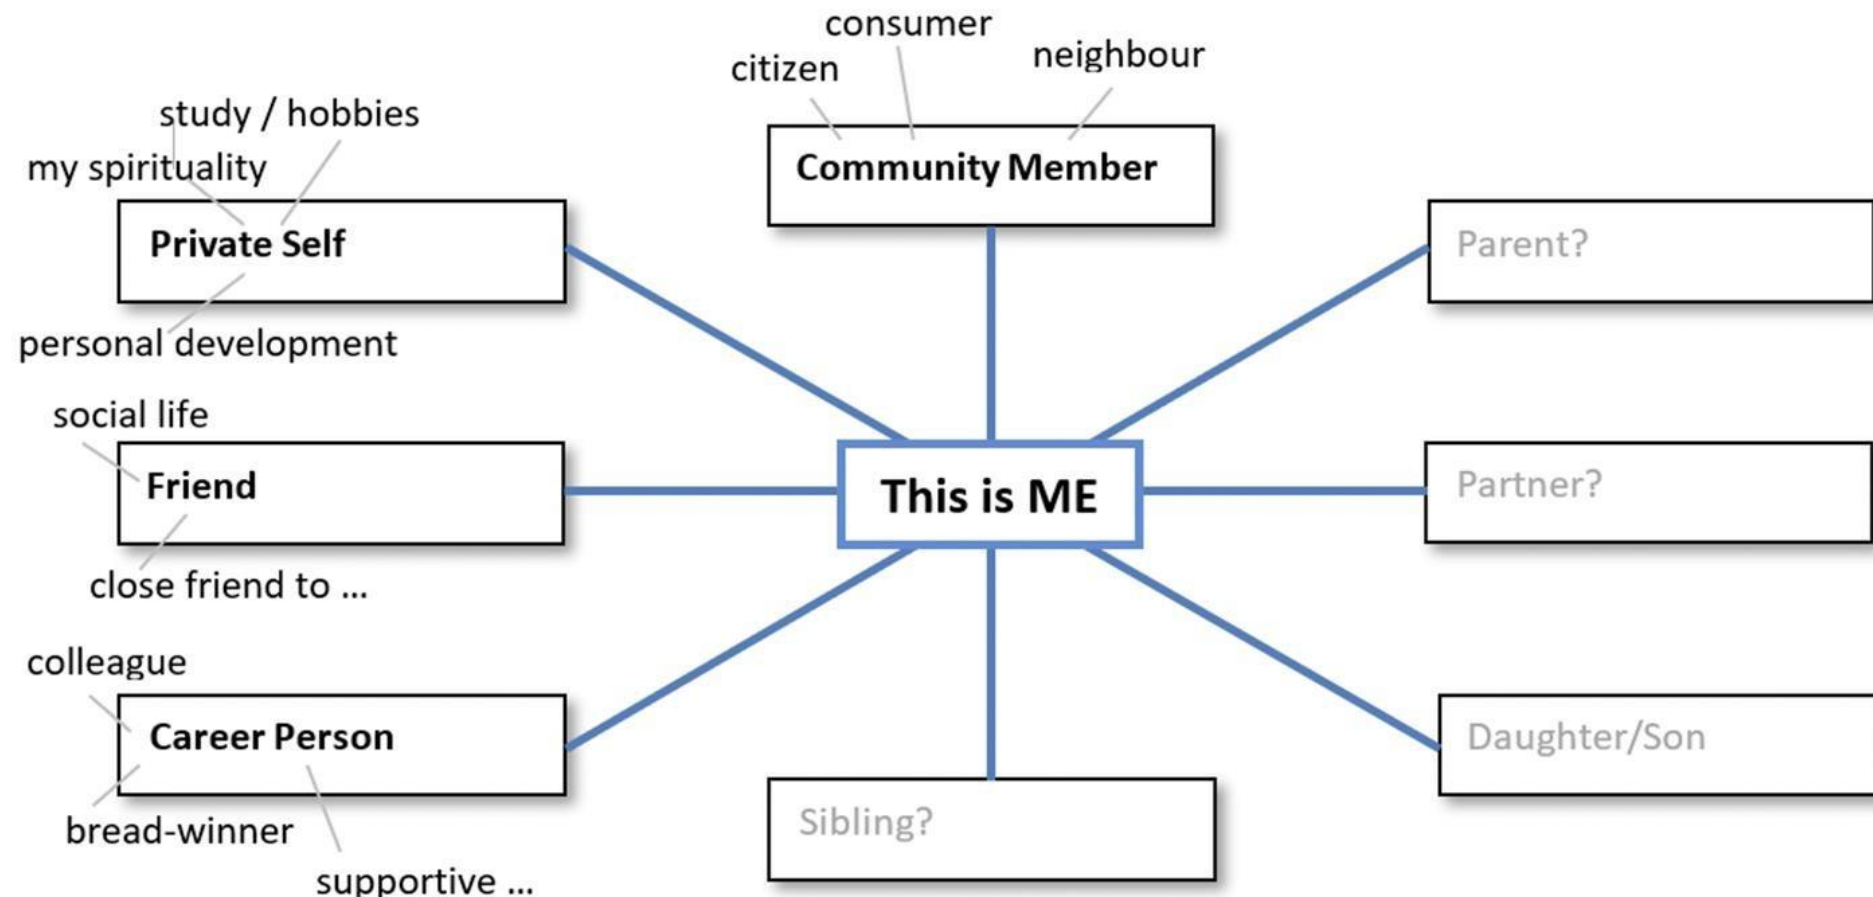 consumer
citizen
neighbour
study / hobbies
my spirituality
Community Member
Private Self
Parent?
personal development
social life
Friend
This is ME
Partner?
close friend to ...
colleague
Career Person
Daughter/Son
bread-winner
Sibling?
supportive ...